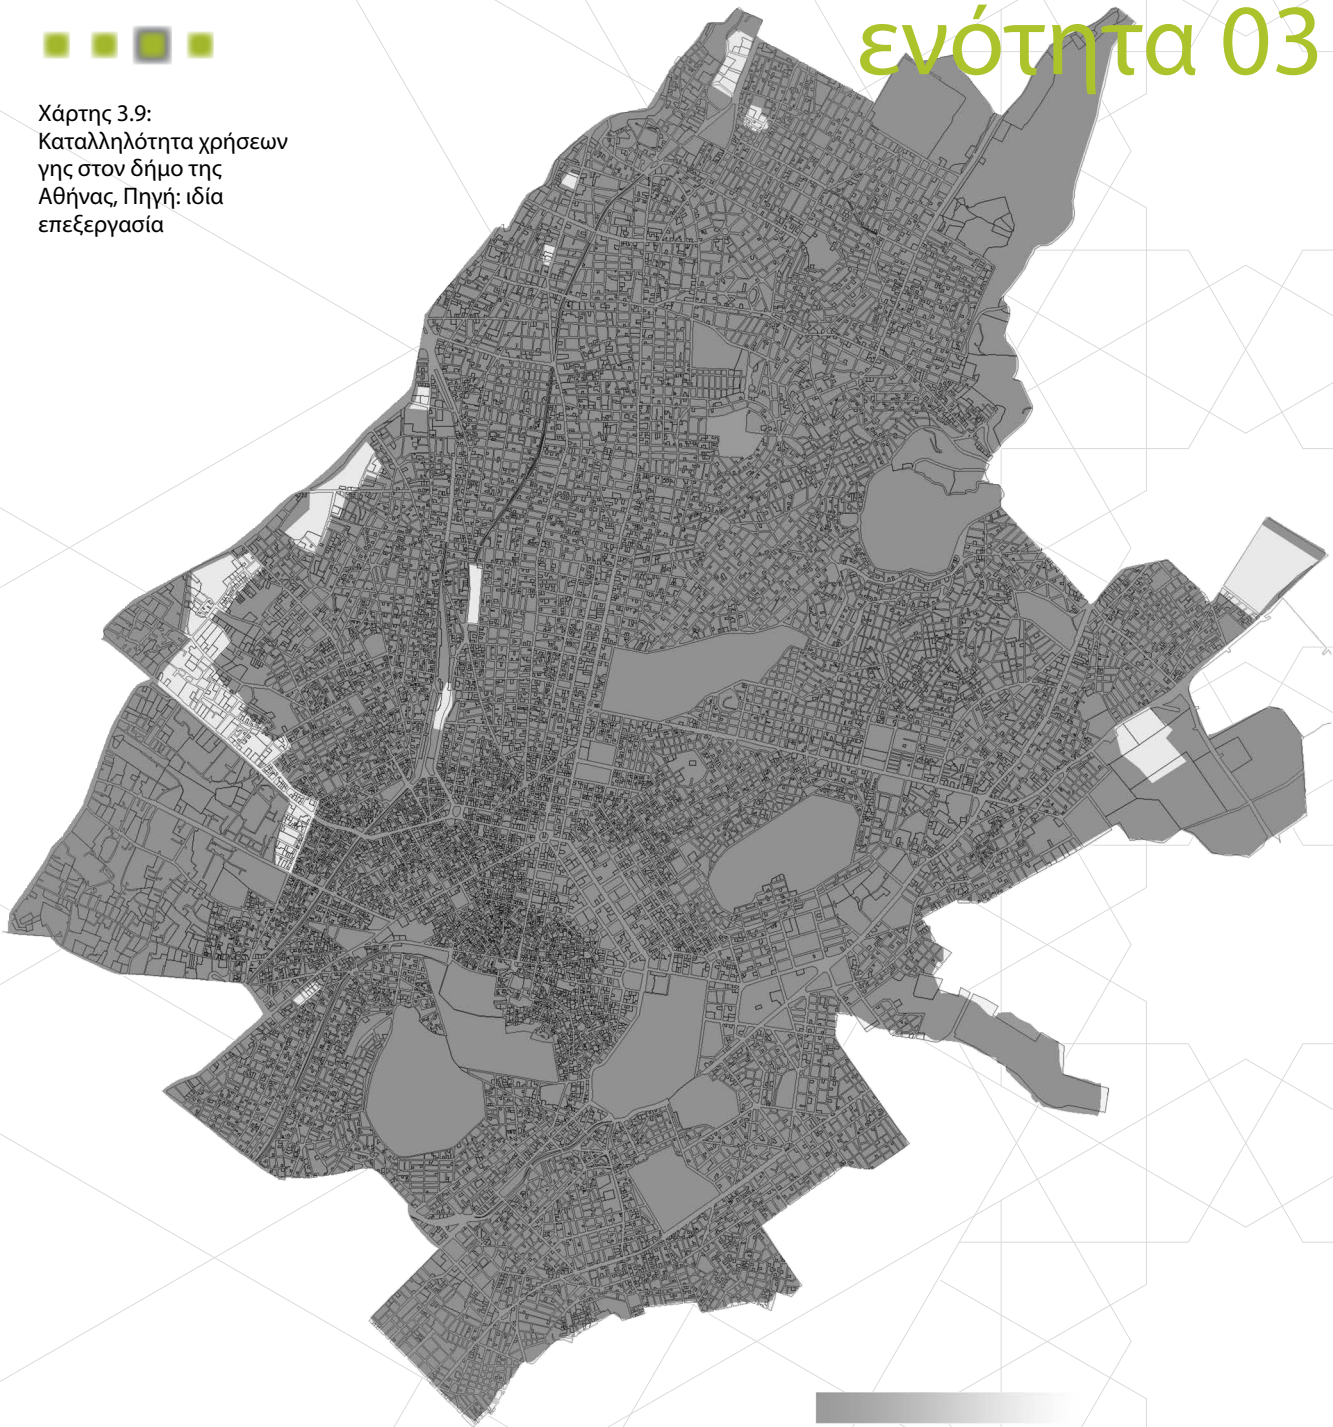 ενότητα 03
Χάρτης 3.9:
Καταλληλότητα χρήσεων
γης στον δήμο της
Αθήνας, Πηγή: ιδία
επεξεργασία